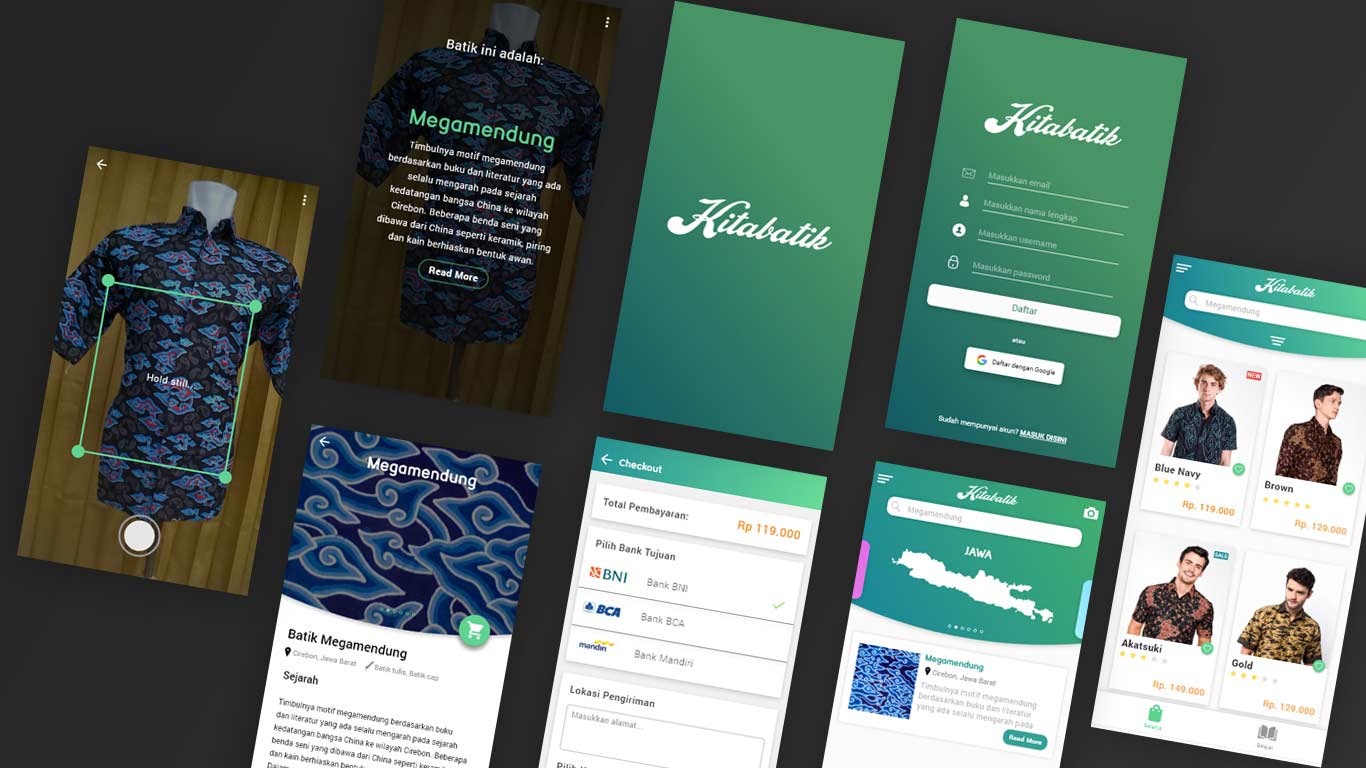 Hold still..
Batik ini adalah:
Megamendung
Timbulnya motif megamendung
berdasarkan buku dan literatur yang ada
selalu mengarah pada sejarah
kedatangan bangsa China ke wilayah
Cirebon. Beberapa benda seni yang
dibawa dari China seperti keramik, piring
dan kain berhiaskan bentuk awan.
Read More
Kitabatik
Kitabatik
Masukkan email
Masukkan nama lengkap
Masukkan username
Masukkan password
Daftar
atau
Daftar dengan Google
Sudah mempunyai akun? MASUK DISINI
Kitabatik
Megamendung
NEW
Blue Navy
Rp. 119.000
Brown
Rp. 129.000
SALE
Akatsuki
Rp. 149.000
Gold
Rp. 129.000
Belanja
Belajar
Megamendung
Batik Megamendung
Cirebon, Jawa Barat
Batik tulis, Batik cap
Sejarah
Timbulnya motif megamendung berdasarkan buku
dan literatur yang ada selalu mengarah pada sejarah
kedatangan bangsa China ke wilayah Cirebon. Beberapa
benda seni yang dibawa dari China seperti keramik, piring
dan kain berhiaskan bentuk awan.
Checkout
Total Pembayaran:
Rp 119.000
Pilih Bank Tujuan
BNI Bank BNI
BCA Bank BCA
mandiri Bank Mandiri
Lokasi Pengiriman
Masukkan alamat...
Kitabatik
Megamendung
JAWA
Megamendung
Cirebon, Jawa Barat
Timbulnya motif megamendung
berdasarkan buku dan literatur
yang ada selalu mengarah pada
Read More